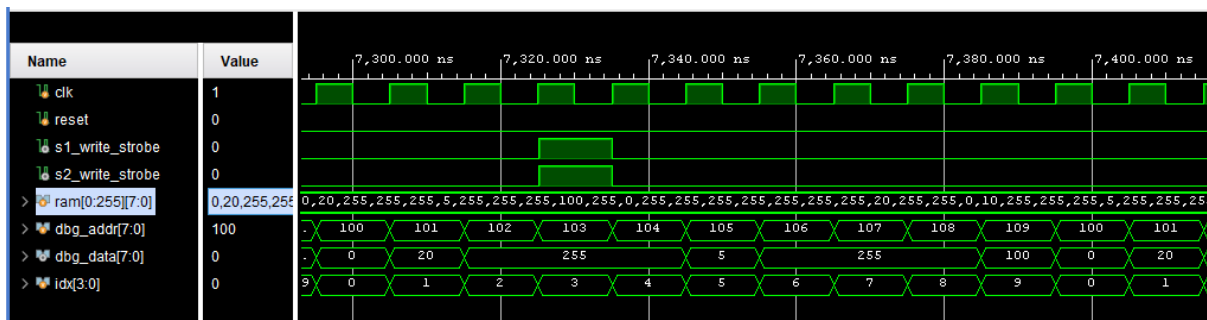 Name Value
7,300.000 ns 7,320.000 ns 7,340.000 ns 7,360.000 ns 7,380.000 ns 7,400.000 ns
clk 1
reset 0
s1_write_strobe 0
s2_write_strobe 0
ram[0:255][7:0] 0,20,255,255 0,20,255,255,255,5,255,255,255,100,255,0,255,255,255,255,255,255,20,255,255,0,10,255,255,255,5,255,255,25
dbg_addr[7:0] 100 . 100 101 102 103 104 105 106 107 108 109 100 101
dbg_data[7:0] 0 . 0 20 255 5 255 100 0 20
idx[3:0] 0 9 0 1 2 3 4 5 6 7 8 9 0 1